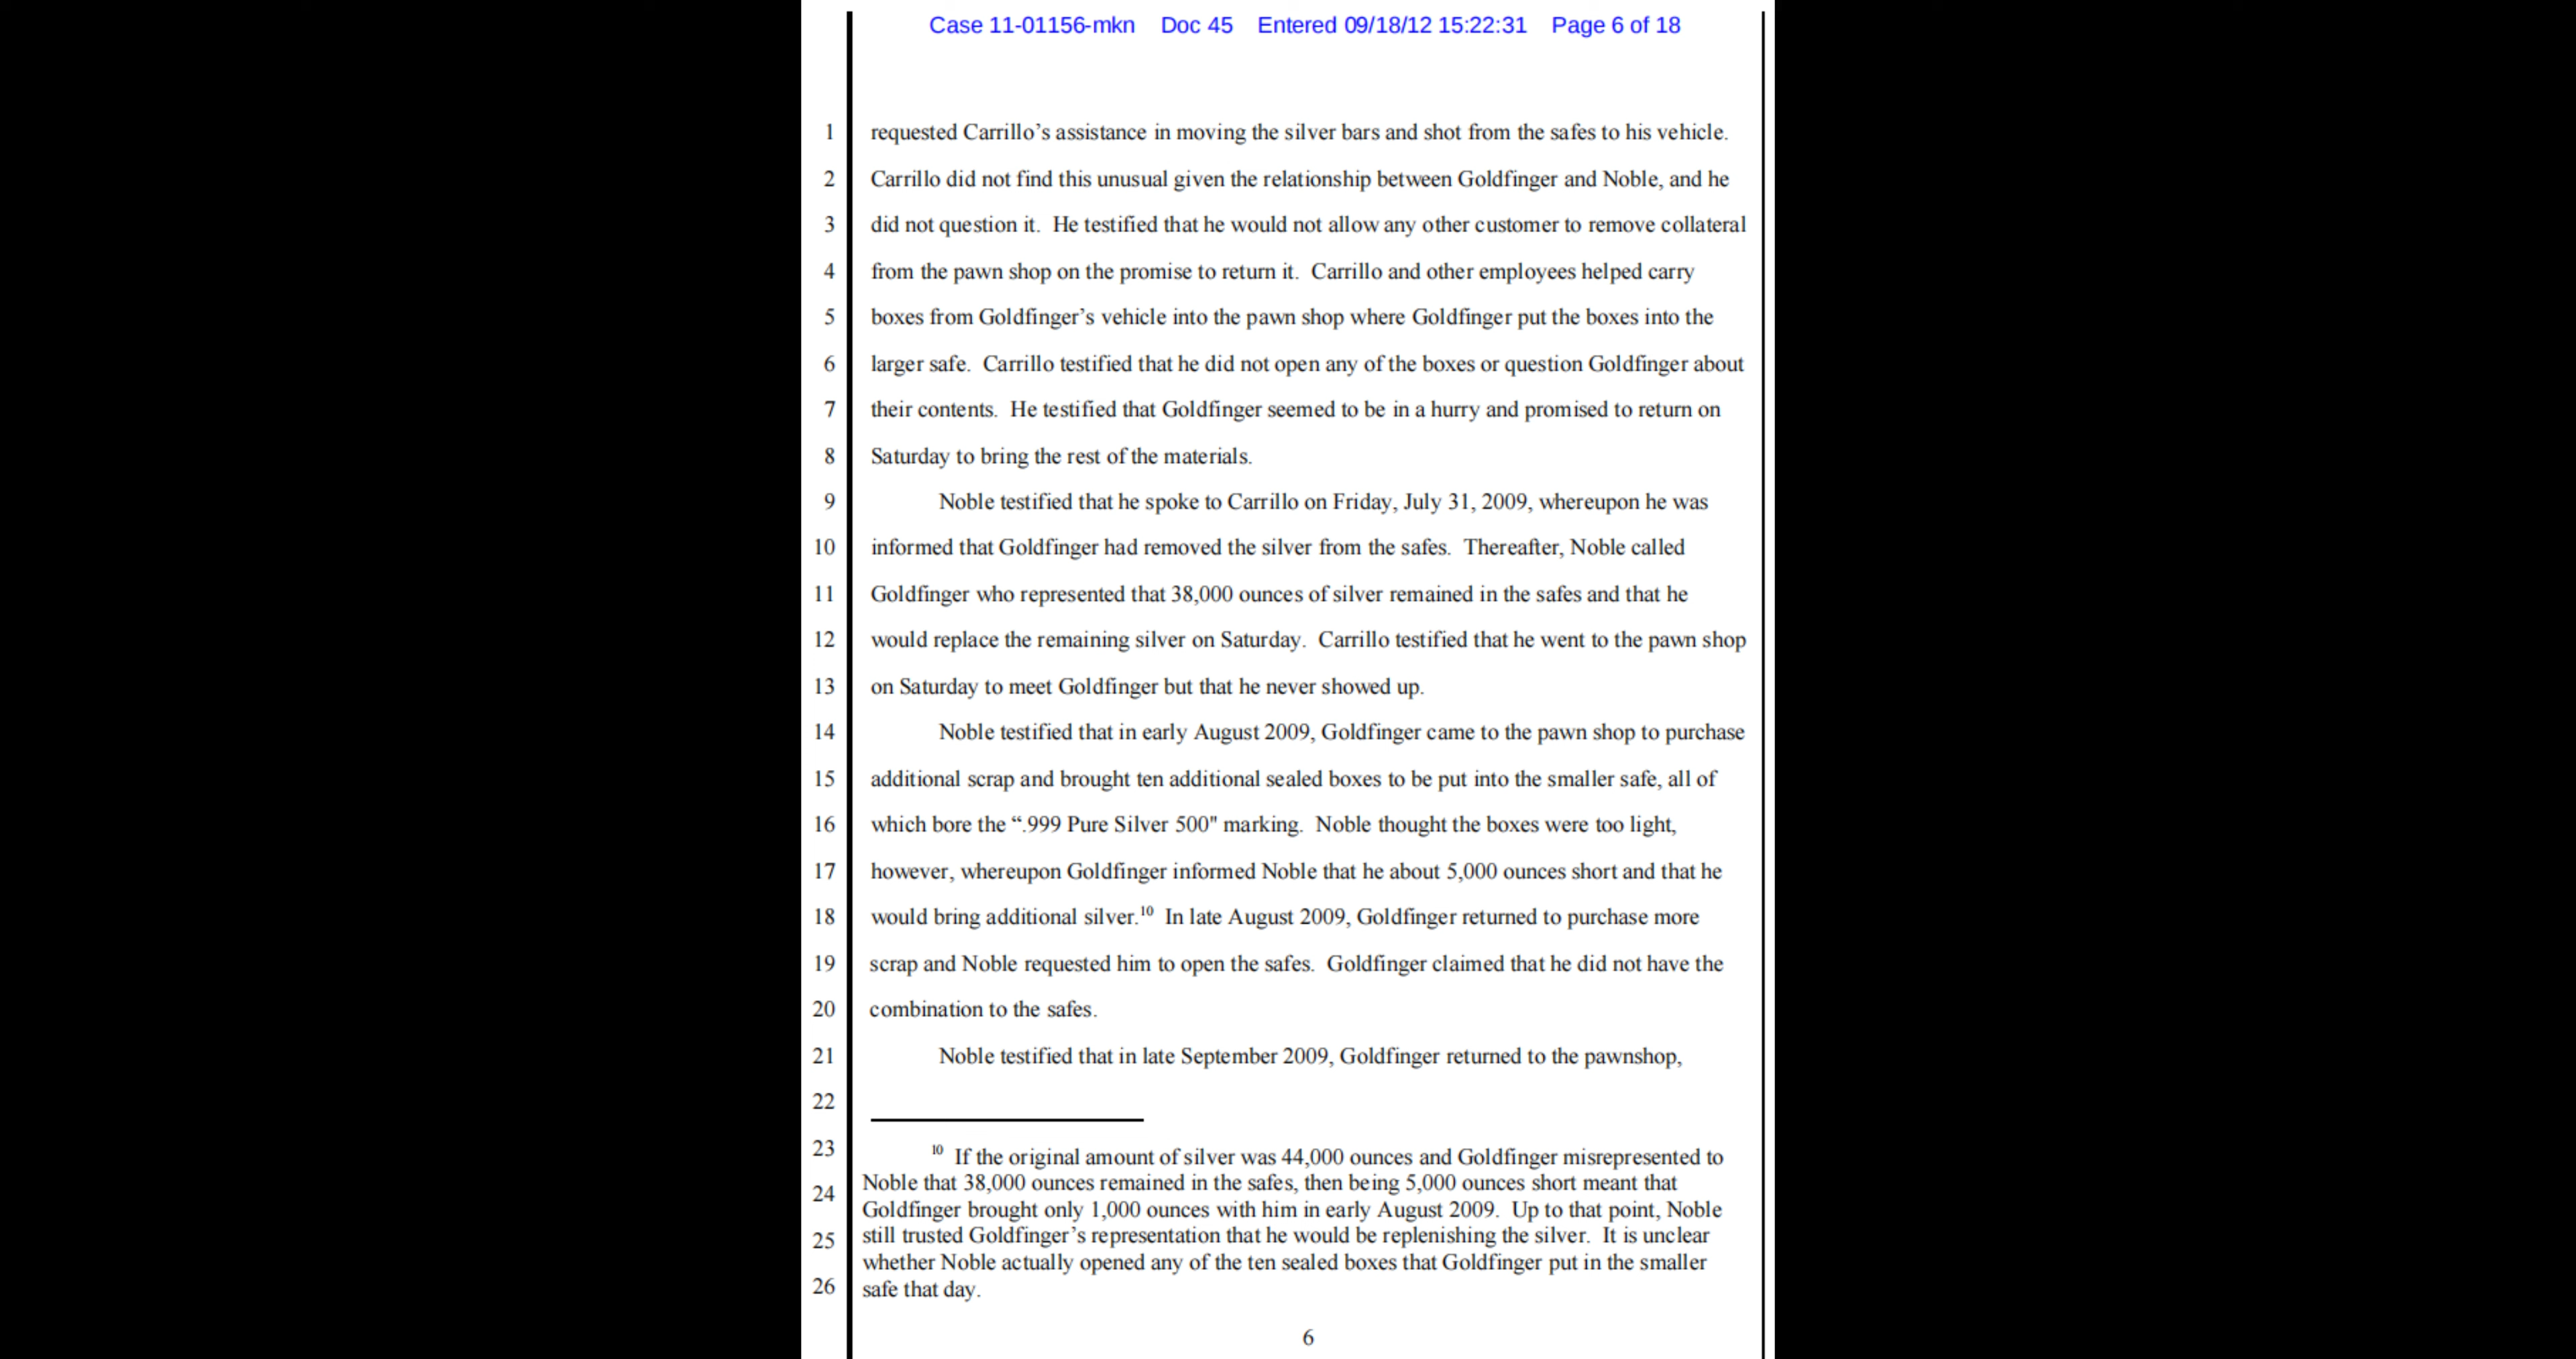 Case 11-01156-mkn Doc 45 Entered 09/18/12 15:22:31 Page 6 of 18
1 requested Carrillo’s assistance in moving the silver bars and shot from the safes to his vehicle.
2 Carrillo did not find this unusual given the relationship between Goldfinger and Noble, and he
3 did not question it. He testified that he would not allow any other customer to remove collateral
4 from the pawn shop on the promise to return it. Carrillo and other employees helped carry
5 boxes from Goldfinger’s vehicle into the pawn shop where Goldfinger put the boxes into the
6 larger safe. Carrillo testified that he did not open any of the boxes or question Goldfinger about
7 their contents. He testified that Goldfinger seemed to be in a hurry and promised to return on
8 Saturday to bring the rest of the materials.
9 Noble testified that he spoke to Carrillo on Friday, July 31, 2009, whereupon he was
10 informed that Goldfinger had removed the silver from the safes. Thereafter, Noble called
11 Goldfinger who represented that 38,000 ounces of silver remained in the safes and that he
12 would replace the remaining silver on Saturday. Carrillo testified that he went to the pawn shop
13 on Saturday to meet Goldfinger but that he never showed up.
14 Noble testified that in early August 2009, Goldfinger came to the pawn shop to purchase
15 additional scrap and brought ten additional sealed boxes to be put into the smaller safe, all of
16 which bore the “.999 Pure Silver 500" marking. Noble thought the boxes were too light,
17 however, whereupon Goldfinger informed Noble that he about 5,000 ounces short and that he
18 would bring additional silver.10 In late August 2009, Goldfinger returned to purchase more
19 scrap and Noble requested him to open the safes. Goldfinger claimed that he did not have the
20 combination to the safes.
21 Noble testified that in late September 2009, Goldfinger returned to the pawnshop,
22
23 10 If the original amount of silver was 44,000 ounces and Goldfinger misrepresented to
24 Noble that 38,000 ounces remained in the safes, then being 5,000 ounces short meant that
Goldfinger brought only 1,000 ounces with him in early August 2009. Up to that point, Noble
25 still trusted Goldfinger’s representation that he would be replenishing the silver. It is unclear
whether Noble actually opened any of the ten sealed boxes that Goldfinger put in the smaller
26 safe that day.
6